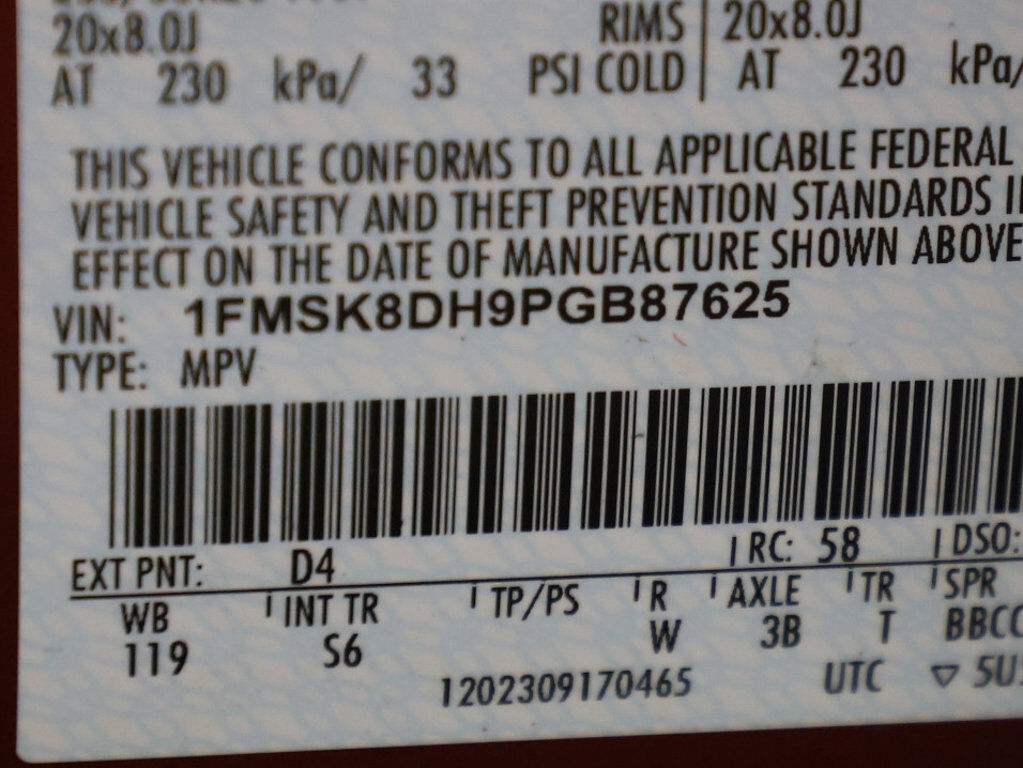 20x8.0J RIMS 20x8.0J
AT 230 kPa/ 33 PSI COLD AT 230 kPa/
THIS VEHICLE CONFORMS TO ALL APPLICABLE FEDERAL
VEHICLE SAFETY AND THEFT PREVENTION STANDARDS I
EFFECT ON THE DATE OF MANUFACTURE SHOWN ABOVE
VIN: 1FMSK8DH9PGB87625
TYPE: MPV
EXT PNT: D4 RC: 58 DSO:
WB INT TR TP/PS R AXLE TR SPR
119 S6 W 3B T BBCC
1202309170465 UTC ▽ 5U